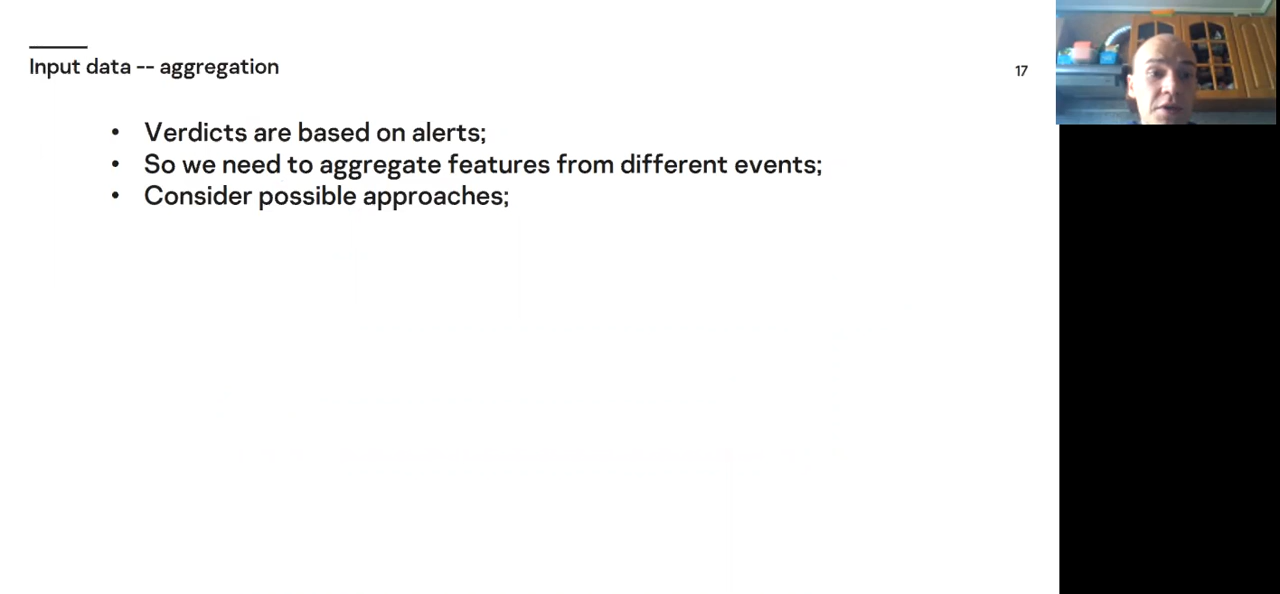 Input data -- aggregation
17
• Verdicts are based on alerts;
• So we need to aggregate features from different events;
• Consider possible approaches;